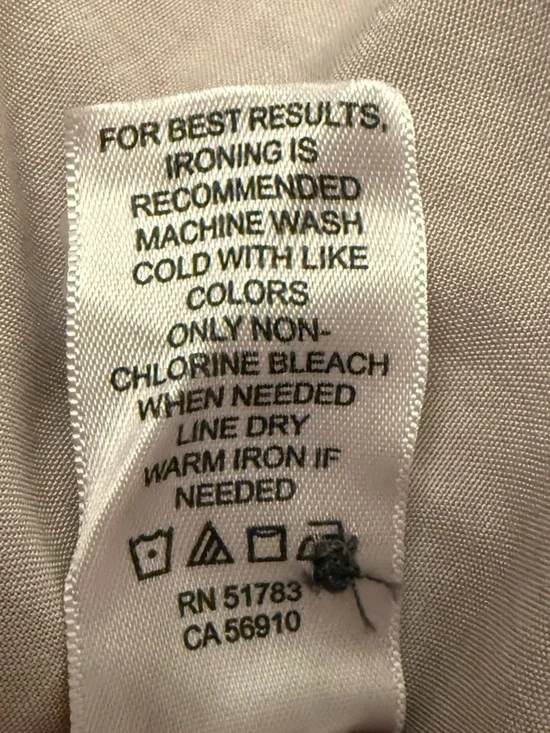 FOR BEST RESULTS,
IRONING IS
RECOMMENDED
MACHINE WASH
COLD WITH LIKE
COLORS
ONLY NON-
CHLORINE BLEACH
WHEN NEEDED
LINE DRY
WARM IRON IF
NEEDED
RN 51783
CA 56910